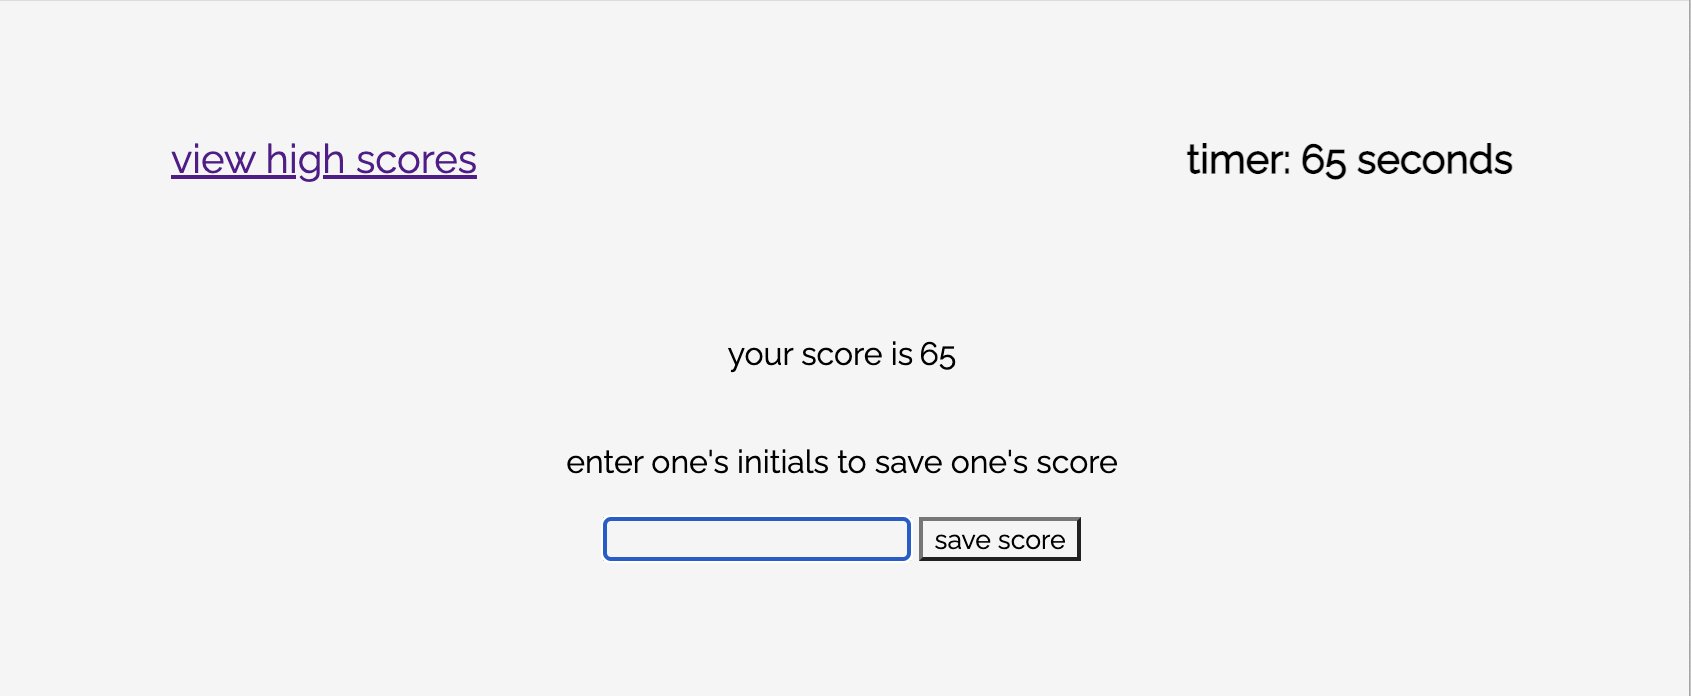 view high scores
timer: 65 seconds
your score is 65
enter one's initials to save one's score
save score